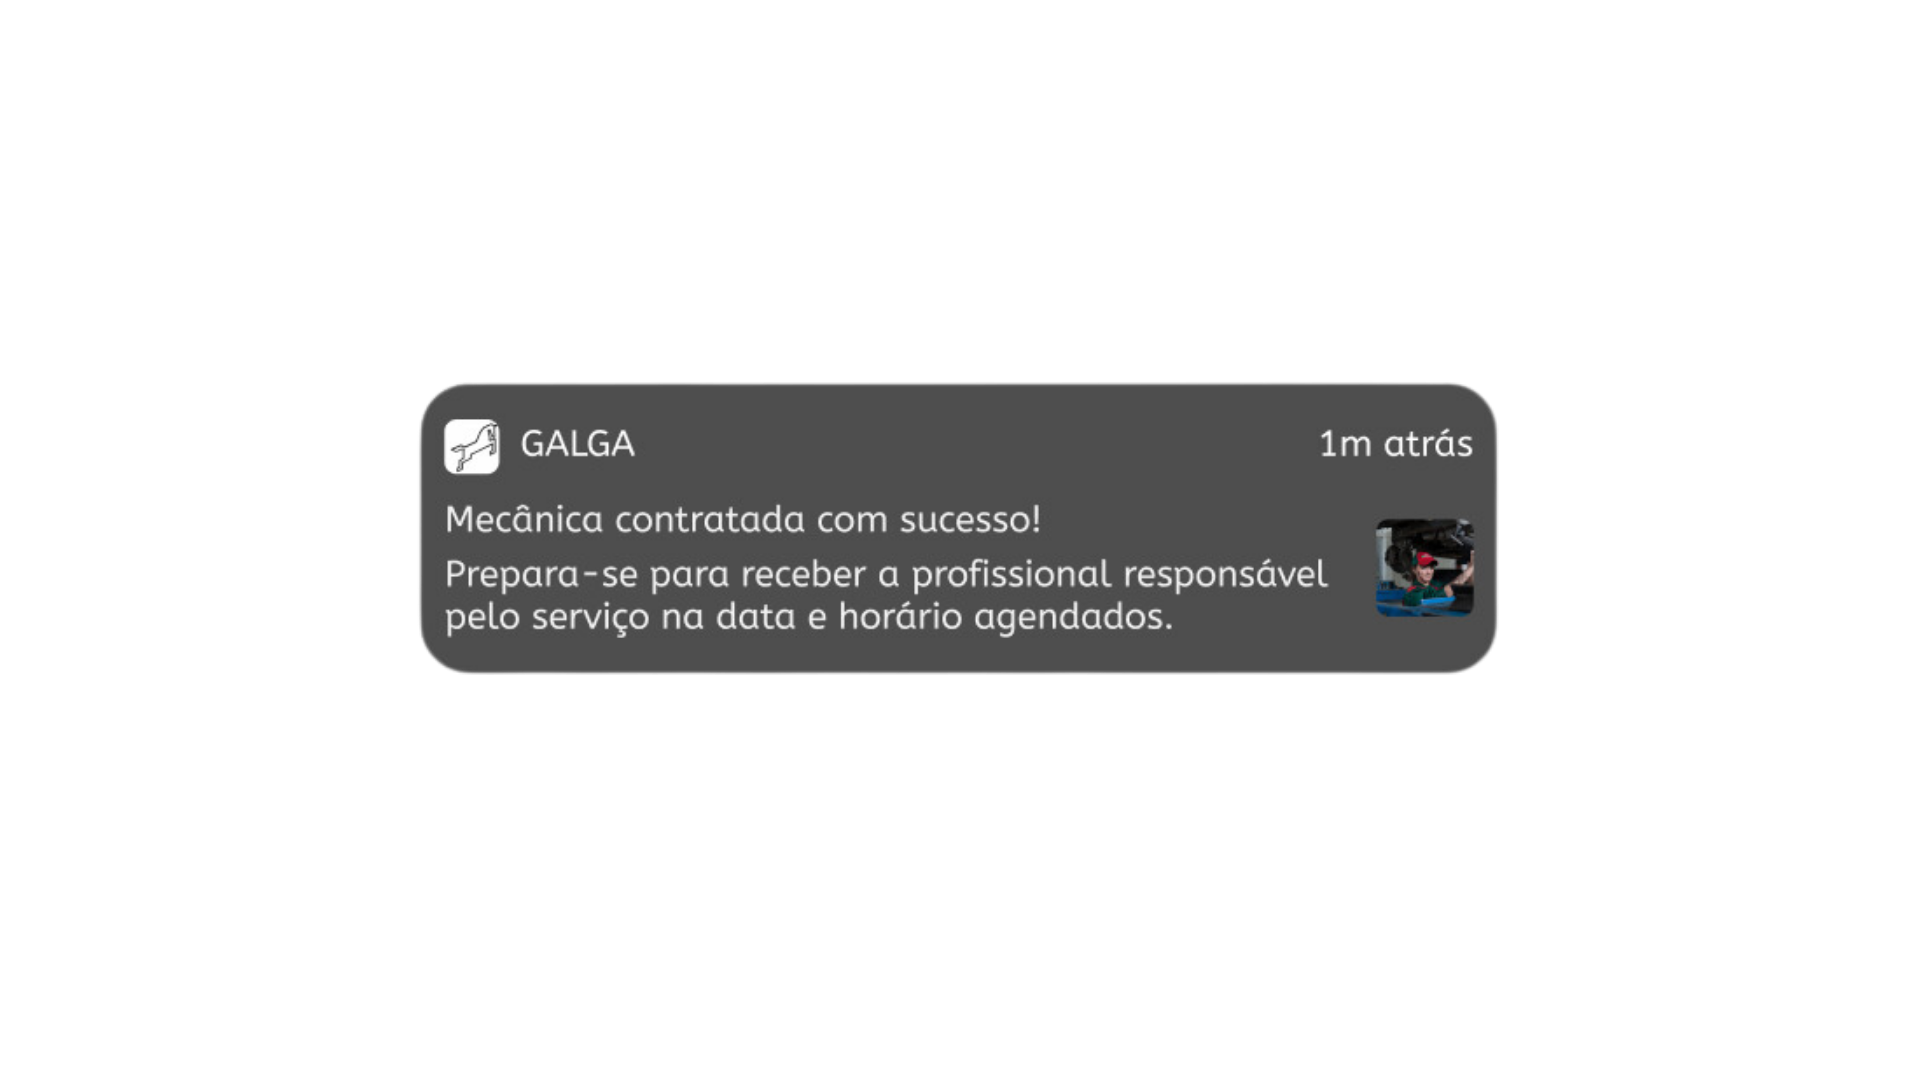 GALGA
1m atrás
Mecânica contratada com sucesso!
Prepara-se para receber a profissional responsável
pelo serviço na data e horário agendados.